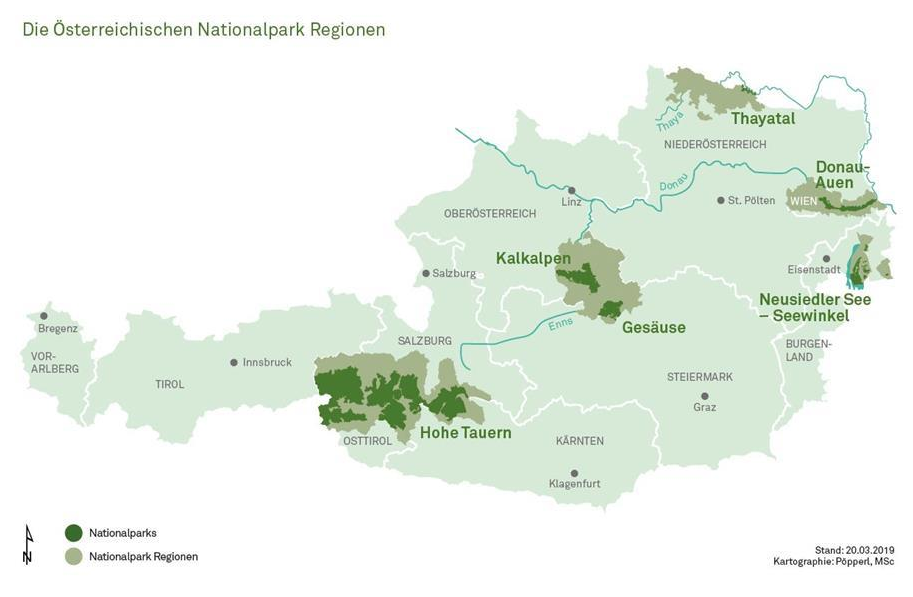 Die Österreichischen Nationalpark Regionen
Thaya
Thayatal
NIEDERÖSTERREICH
Donau-
Auen
Donau
WIEN
Linz
St. Pölten
OBERÖSTERREICH
Kalkalpen
Salzburg
Eisenstadt
Neusiedler See
– Seewinkel
Bregenz
Enns
Gesäuse
SALZBURG
BURGEN-
LAND
VOR-
ARLBERG
Innsbruck
TIROL
STEIERMARK
Graz
Hohe Tauern
OSTTIROL
KÄRNTEN
Klagenfurt
N
Nationalparks
Nationalpark Regionen
Stand: 20.03.2019
Kartographie: Pöpperl, MSc